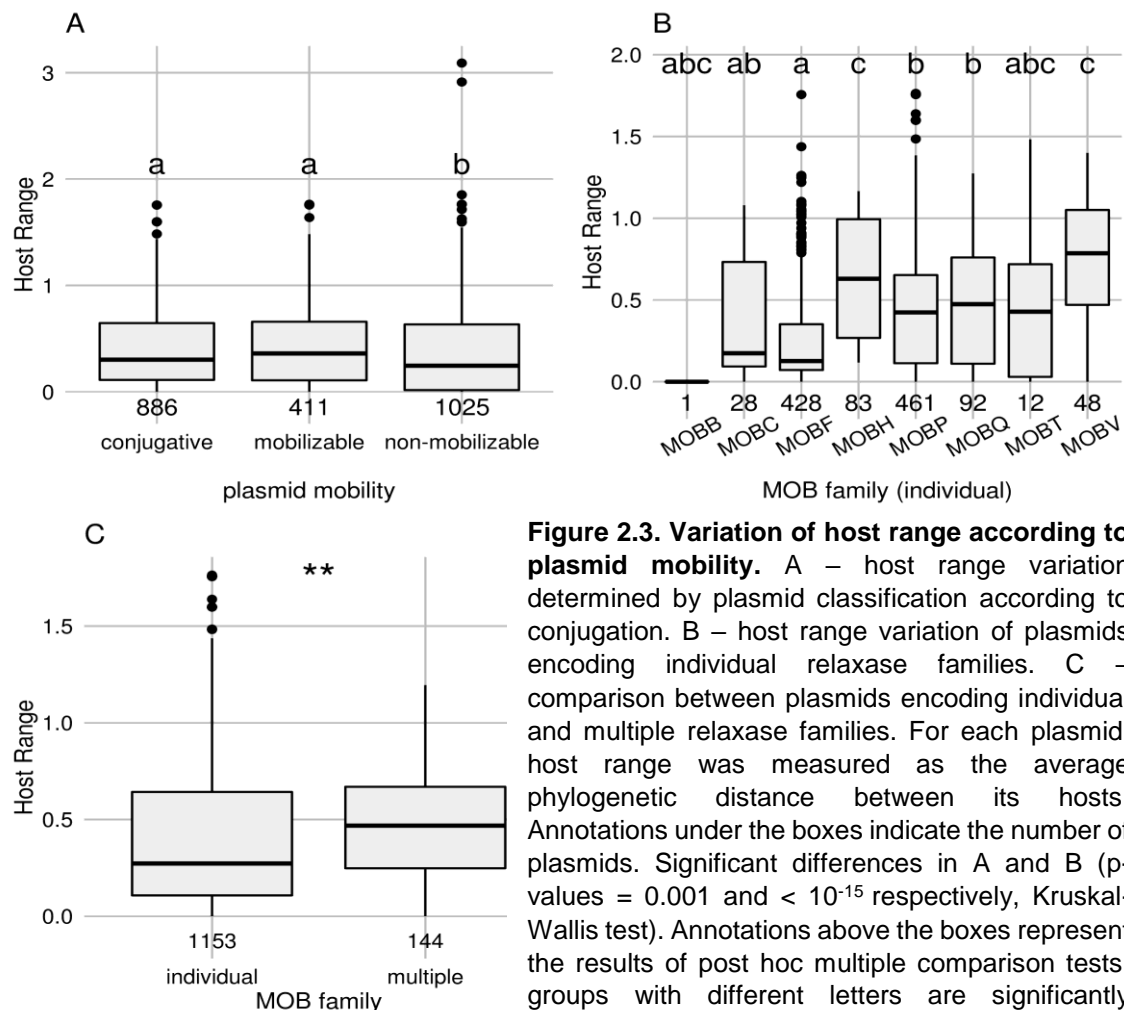 A
3
2
1
0
Host Range
a
a
b
886
411
1025
conjugative
mobilizable
non-mobilizable
plasmid mobility
B
2.0
1.5
1.0
0.5
0.0
Host Range
abc
ab
a
c
b
b
abc
c
1
28
428
83
461
92
12
48
MOBB
MOBC
MOBF
MOBH
MOBP
MOBQ
MOBT
MOBV
MOB family (individual)
C
**
1.5
1.0
0.5
0.0
Host Range
1153
144
individual
multiple
MOB family
Figure 2.3. Variation of host range according to
plasmid mobility. A – host range variation
determined by plasmid classification according to
conjugation. B – host range variation of plasmids
encoding individual relaxase families. C –
comparison between plasmids encoding individual
and multiple relaxase families. For each plasmid
host range was measured as the average
phylogenetic distance between its hosts
Annotations under the boxes indicate the number of
plasmids. Significant differences in A and B (p-
values = 0.001 and < 10-15 respectively, Kruskal-
Wallis test). Annotations above the boxes represent
the results of post hoc multiple comparison tests
groups with different letters are significantly